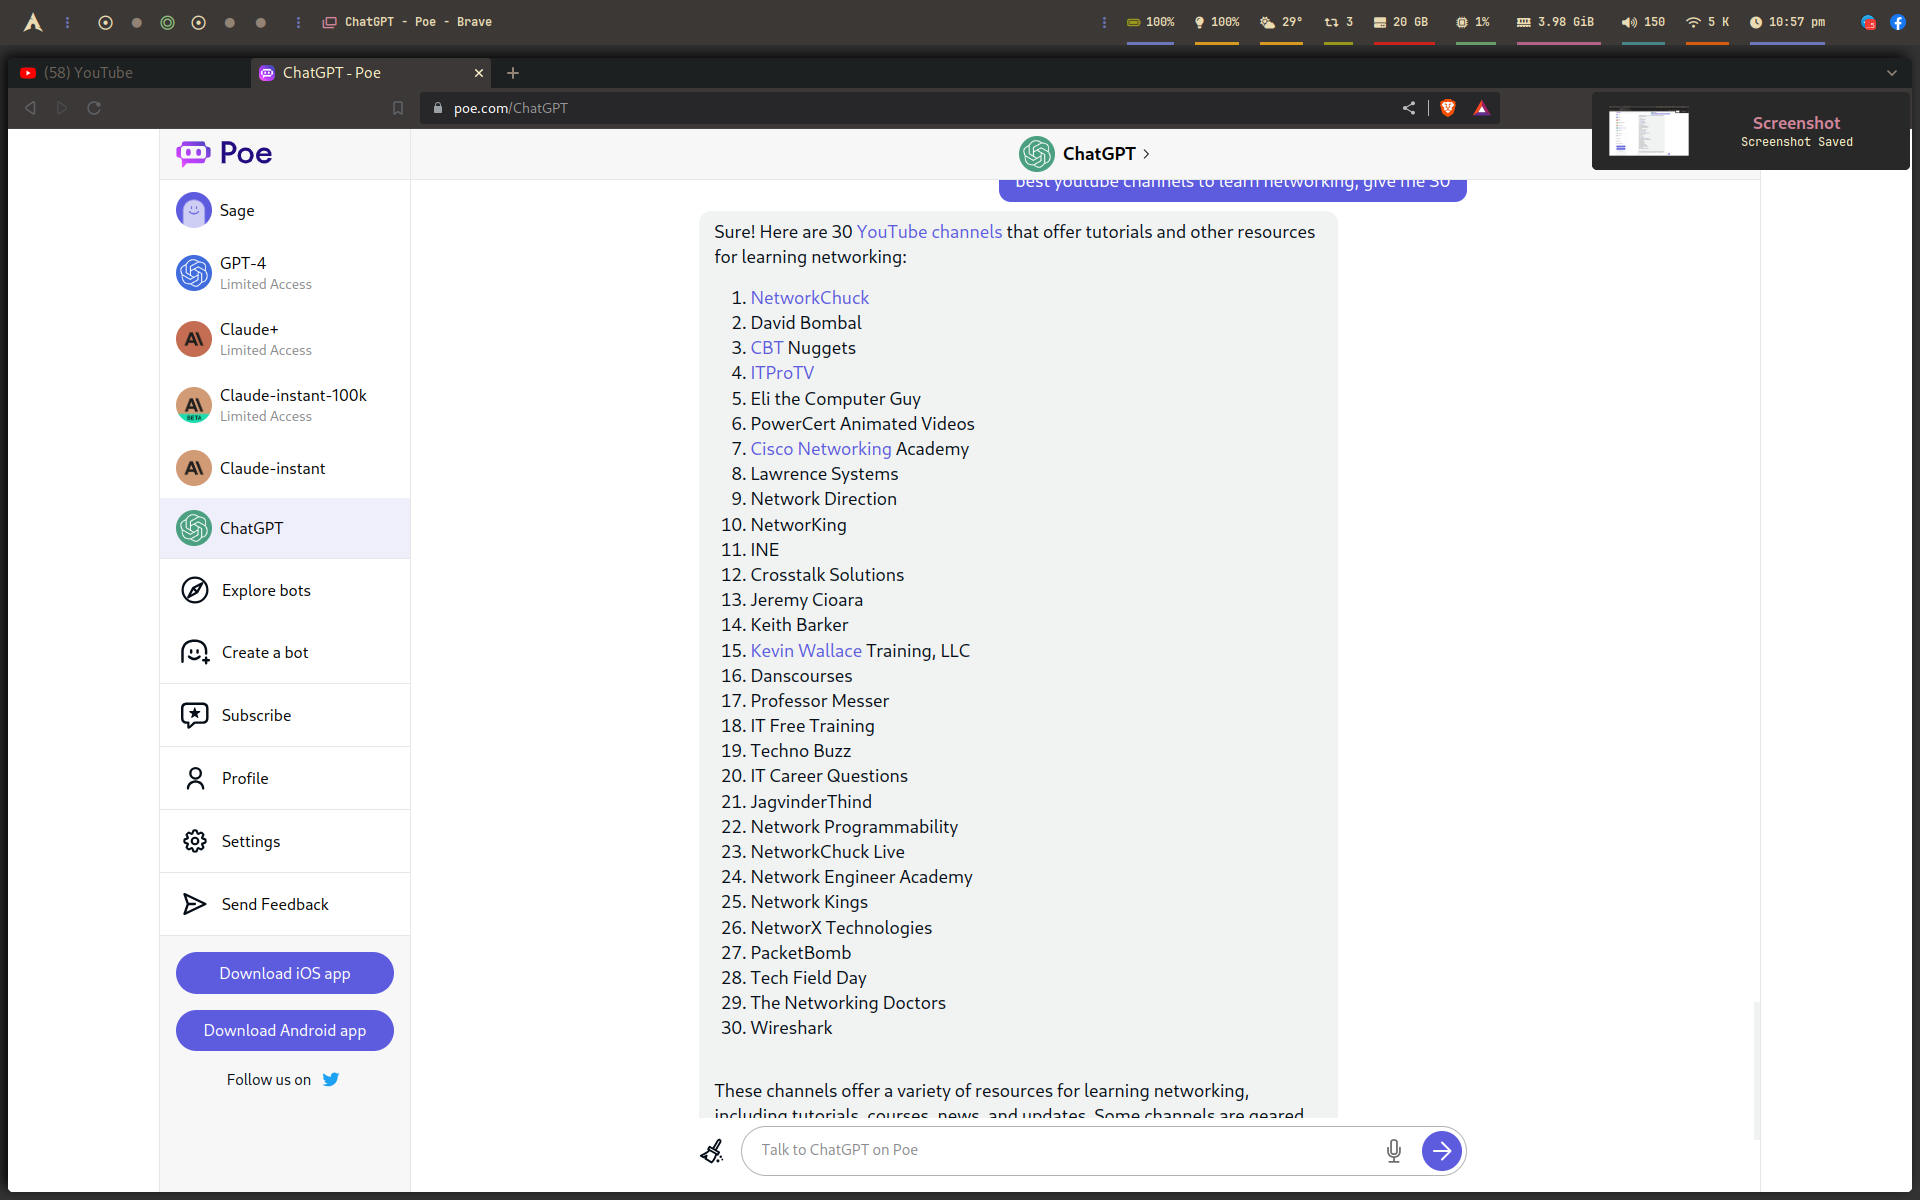 ChatGPT - Poe - Brave
100%
100%
29°
3
20 GB
1%
3.98 GiB
150
5 K
10:57 pm
(58) YouTube
ChatGPT - Poe
poe.com/ChatGPT
Screenshot
Screenshot Saved
Poe
ChatGPT
best youtube channels to learn networking, give me 30
Sage
GPT-4
Limited Access
Claude+
Limited Access
Claude-instant-100k
Limited Access
BETA
Claude-instant
ChatGPT
Explore bots
Create a bot
Subscribe
Profile
Settings
Send Feedback
Download iOS app
Download Android app
Follow us on
Sure! Here are 30 YouTube channels that offer tutorials and other resources
for learning networking:
1. NetworkChuck
2. David Bombal
3. CBT Nuggets
4. ITProTV
5. Eli the Computer Guy
6. PowerCert Animated Videos
7. Cisco Networking Academy
8. Lawrence Systems
9. Network Direction
10. NetworKing
11. INE
12. Crosstalk Solutions
13. Jeremy Cioara
14. Keith Barker
15. Kevin Wallace Training, LLC
16. Danscourses
17. Professor Messer
18. IT Free Training
19. Techno Buzz
20. IT Career Questions
21. JagvinderThind
22. Network Programmability
23. NetworkChuck Live
24. Network Engineer Academy
25. Network Kings
26. NetworX Technologies
27. PacketBomb
28. Tech Field Day
29. The Networking Doctors
30. Wireshark
These channels offer a variety of resources for learning networking,
including tutorials, courses, news, and updates. Some channels are geared
Talk to ChatGPT on Poe